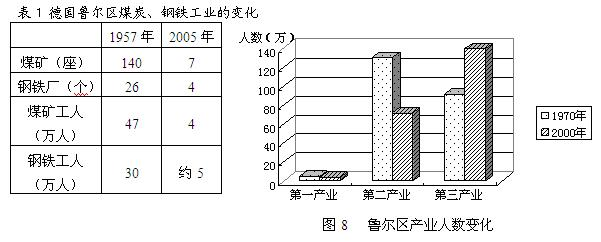 表 1 德国鲁尔区煤炭、钢铁工业的变化
1957 年 2005 年
煤矿（座） 140 7
钢铁厂（个） 26 4
煤矿工人
（万人） 47 4
钢铁工人
（万人） 30 约 5
人数（万）
140
120
100
80
60
40
20
0
第一产业 第二产业 第三产业
1970年
2000年
图 8 鲁尔区产业人数变化